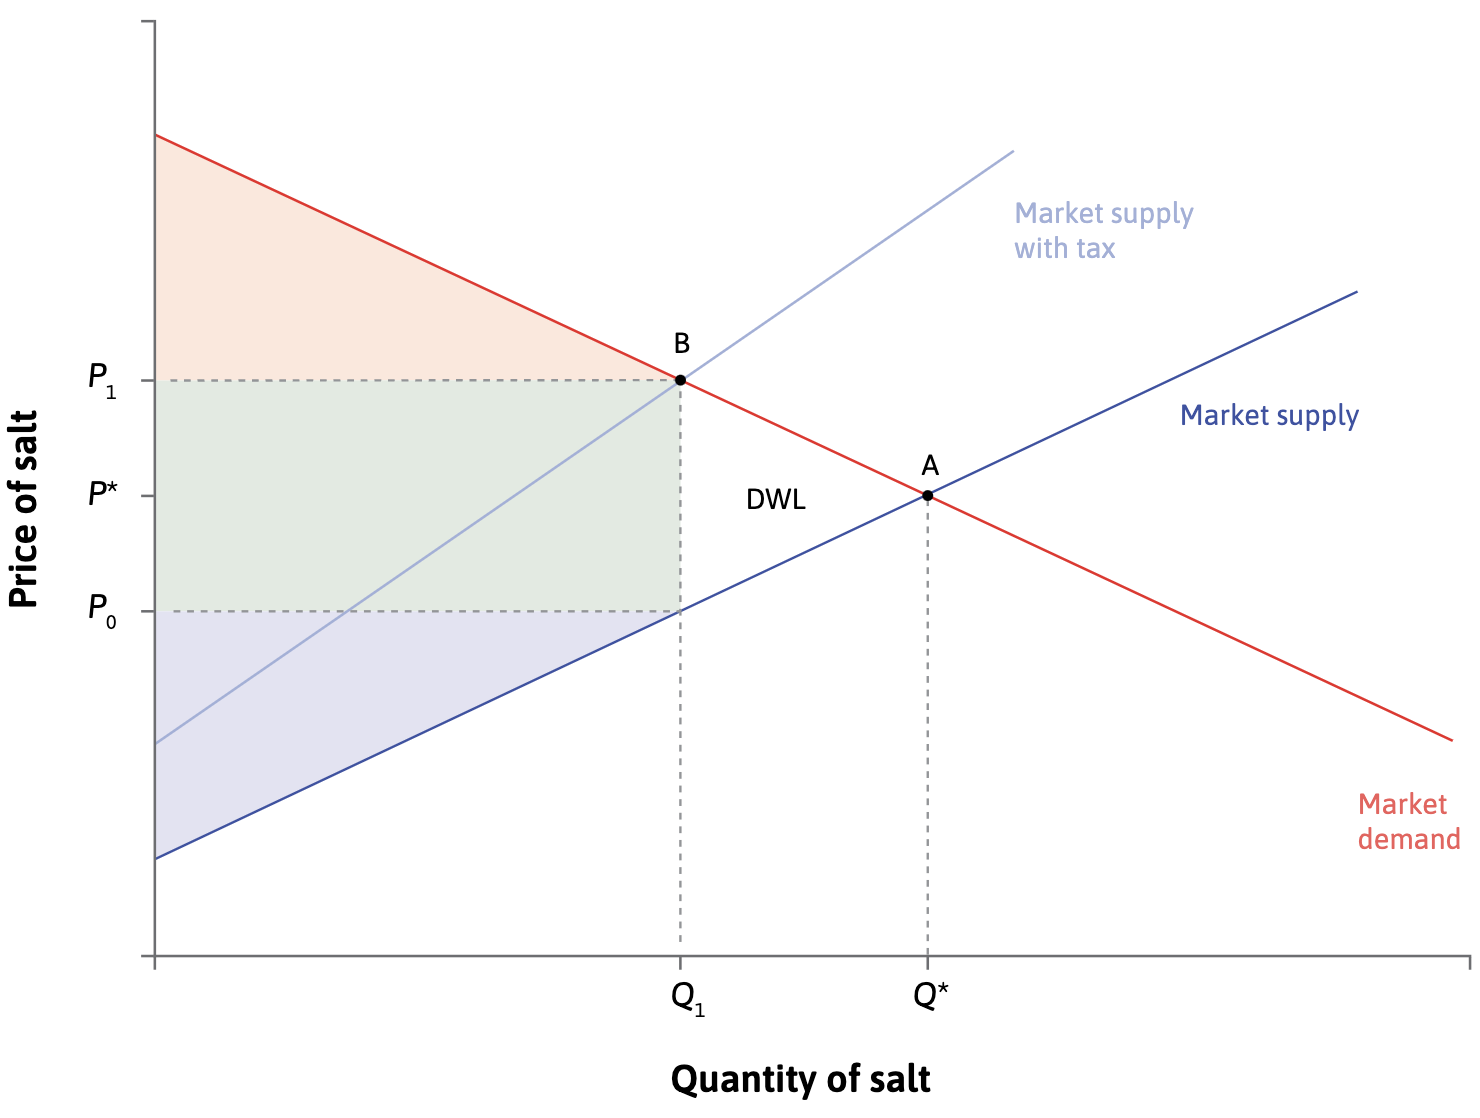 Market supply
with tax
B
P1
Market supply
A
P*
DWL
Price of salt
P0
Market
demand
Q1
Q*
Quantity of salt